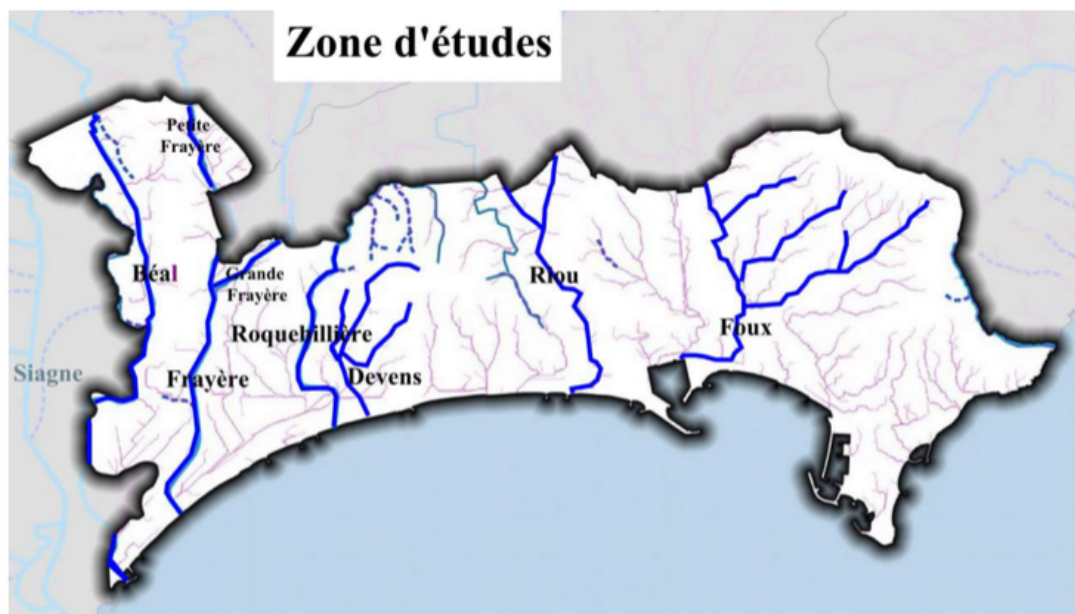 Zone d'études
Petite
Frayère
Béal
Grande
Frayère
Riou
Roquebillière
Foux
Siagne
Frayère
Devens